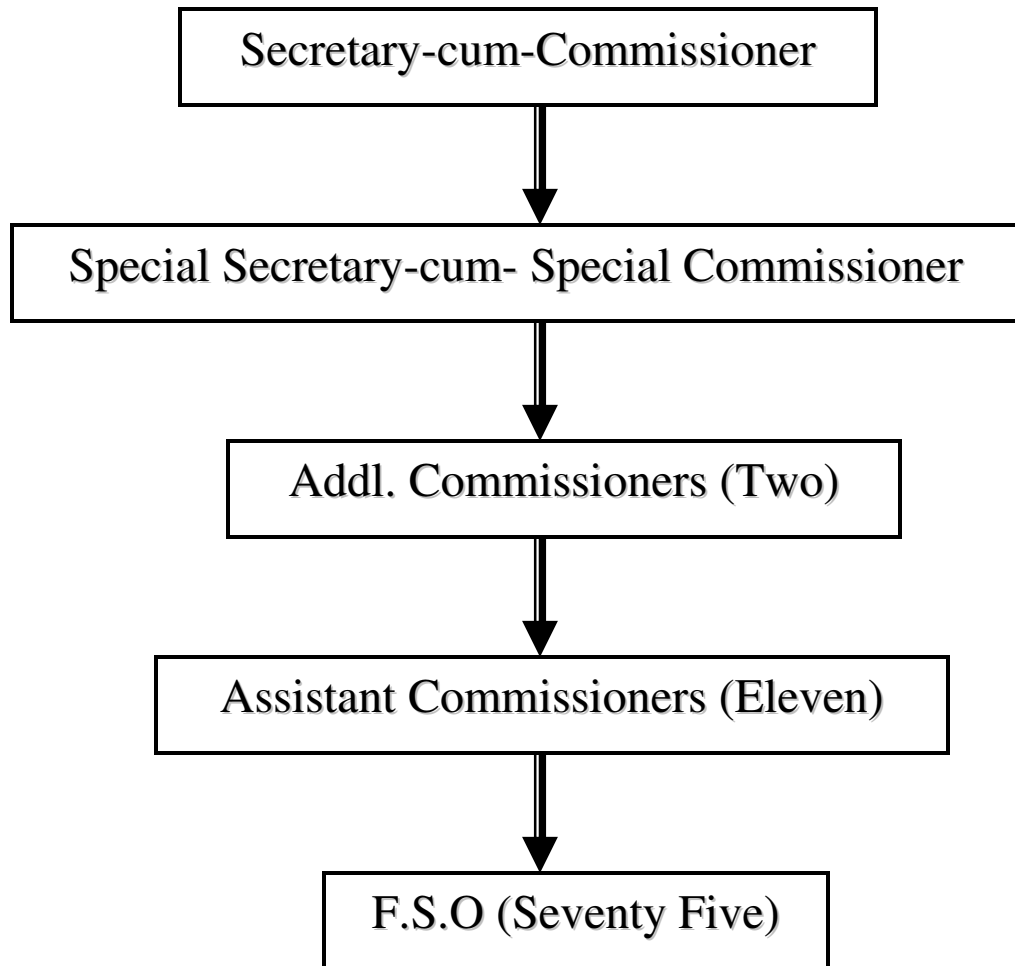 Secretary-cum-Commissioner
Special Secretary-cum- Special Commissioner
Addl. Commissioners (Two)
Assistant Commissioners (Eleven)
F.S.O (Seventy Five)